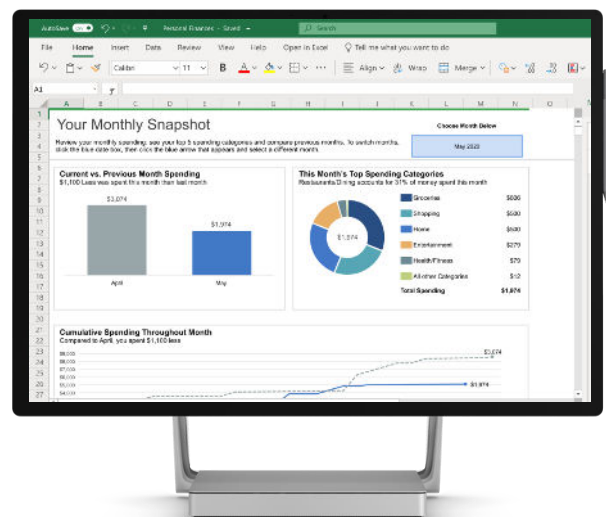 AutoSave ON Personal Finances - Saved Search
File Home Insert Data Review View Help Open in Excel Tell me what you want to do
Calibri 11 B A Align Wrap Merge
A1 fx
A B C D E F G H I J K L M N O
Your Monthly Snapshot
Choose Month Below
Review your monthly spending: see your top 5 spending categories and compare previous months. To switch months,
click the blue date box, then click the blue arrow that appears and select a different month.
May 2020
Current vs. Previous Month Spending
$1,100 Less was spent this month than last month
$3,074
$1,974
April May
This Month's Top Spending Categories
Restaurants/Dining accounts for 31% of money spent this month
$1,974
Groceries
Shopping $500
Home
Entertainment $279
Health/Fitness
All other Categories $12
Total Spending $1,974
Cumulative Spending Throughout Month
Compared to April, you spent $1,100 less
$3,074
$1,974